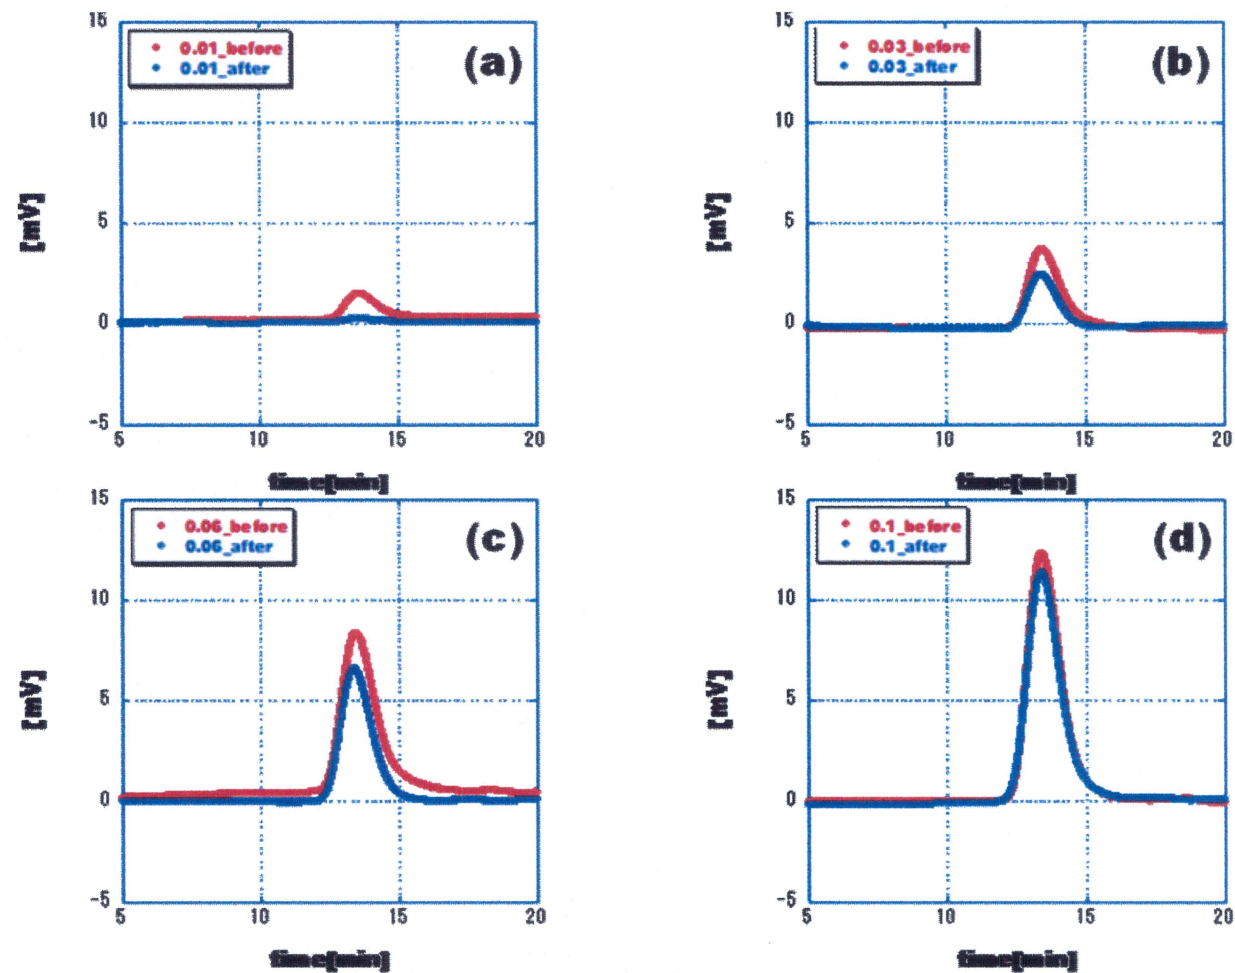 15
0.01_before
0.01_after
(a)
10
5
0
-5
5
10
15
20
[mV]
time[min]
15
0.03_before
0.03_after
(b)
10
5
0
-5
5
10
15
20
[mV]
time[min]
15
0.06_before
0.06_after
(c)
10
5
0
-5
5
10
15
20
[mV]
time[min]
15
0.1_before
0.1_after
(d)
10
5
0
-5
5
10
15
20
[mV]
time[min]